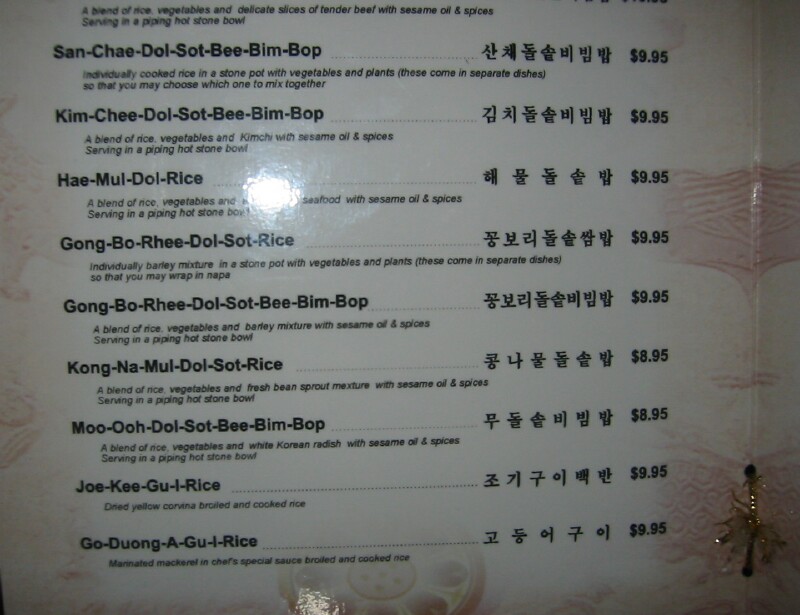 A blend of rice, vegetables and delicate slices of tender beef with sesame oil & spices
Serving in a piping hot stone bowl
San-Chae-Dol-Sot-Bee-Bim-Bop 산채돌솥비빔밥 $9.95
Individually cooked rice in a stone pot with vegetables and plants (these come in separate dishes)
so that you may choose which one to mix together
Kim-Chee-Dol-Sot-Bee-Bim-Bop 김치돌솥비빔밥 $9.95
A blend of rice, vegetables and Kimchi with sesame oil & spices
Serving in a piping hot stone bowl
Hae-Mul-Dol-Rice 해물돌솥밥 $9.95
A blend of rice, vegetables and seafood with sesame oil & spices
Serving in a piping hot stone bowl
Gong-Bo-Rhee-Dol-Sot-Rice 꽁보리돌솥쌈밥 $9.95
Individually barley mixture in a stone pot with vegetables and plants (these come in separate dishes)
so that you may wrap in napa
Gong-Bo-Rhee-Dol-Sot-Bee-Bim-Bop 꽁보리돌솥비빔밥 $9.95
A blend of rice, vegetables and barley mixture with sesame oil & spices
Serving in a piping hot stone bowl
Kong-Na-Mul-Dol-Sot-Rice 콩나물돌솥밥 $8.95
A blend of rice, vegetables and fresh bean sprout mexture with sesame oil & spices
Serving in a piping hot stone bowl
Moo-Ooh-Dol-Sot-Bee-Bim-Bop 무돌솥비빔밥 $8.95
A blend of rice, vegetables and white Korean radish with sesame oil & spices
Serving in a piping hot stone bowl
Joe-Kee-Gu-I-Rice 조기구이백반 $9.95
Dried yellow corvina broiled and cooked rice
Go-Duong-A-Gu-I-Rice 고등어구이 $9.95
Marinated mackerel in chef's special sauce broiled and cooked rice